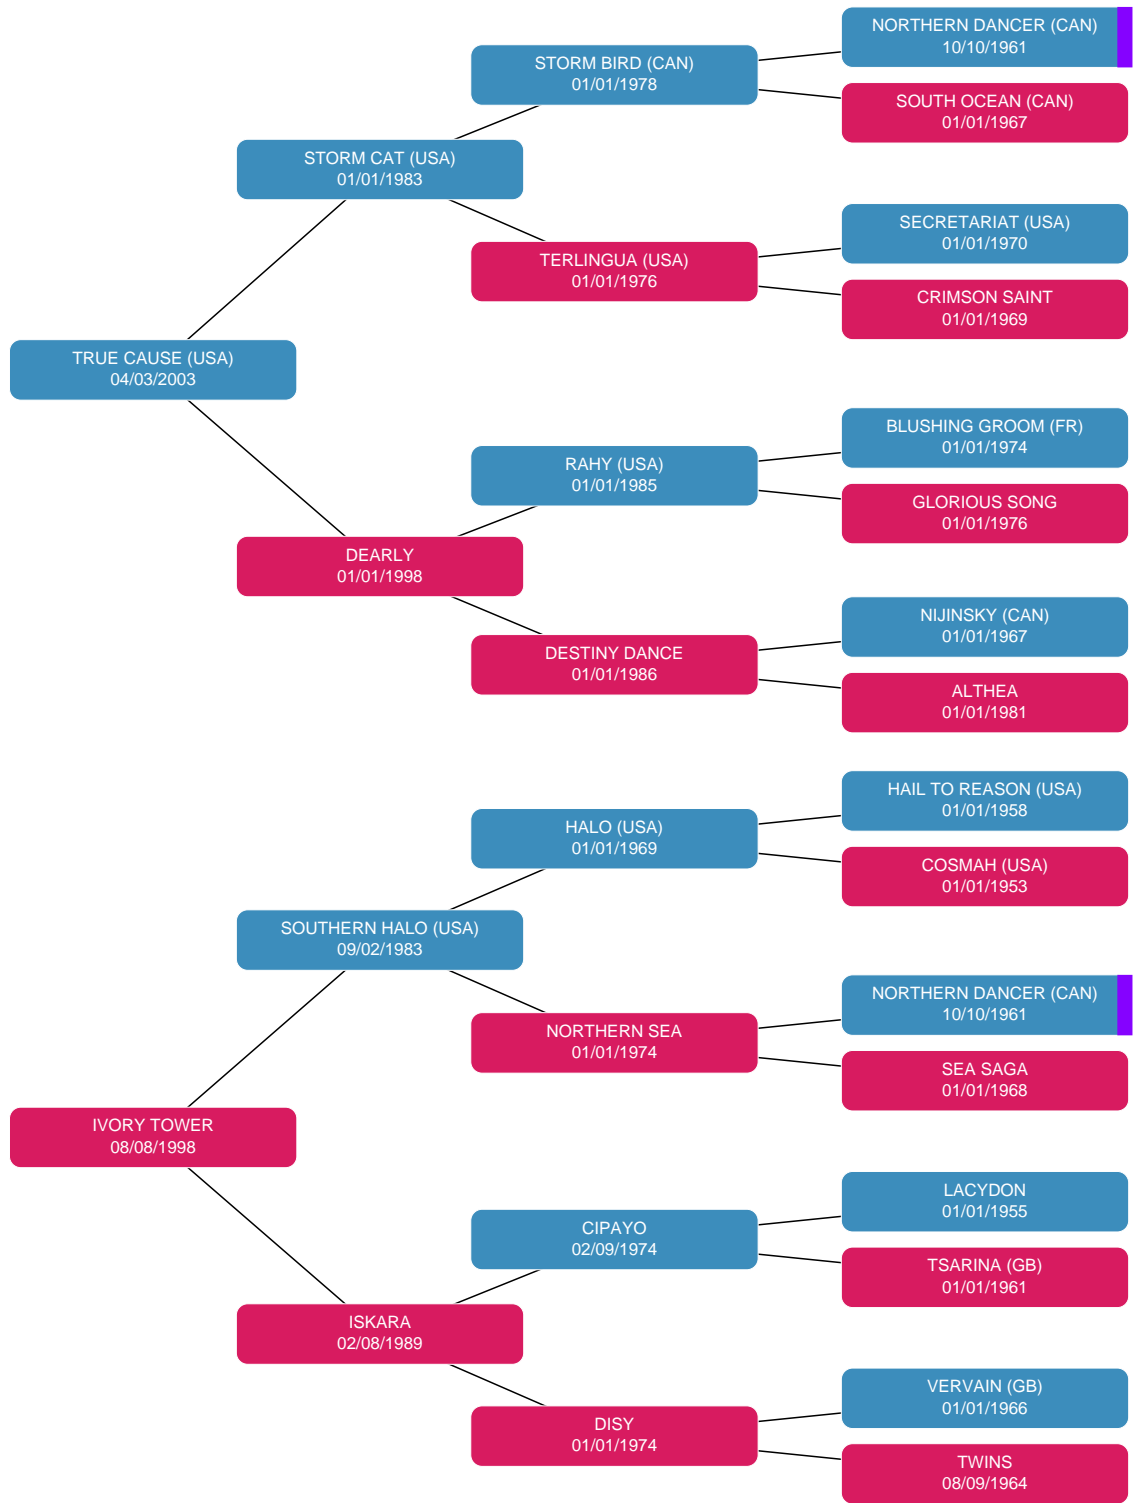 NORTHERN DANCER (CAN)
10/10/1961
STORM BIRD (CAN)
01/01/1978
SOUTH OCEAN (CAN)
01/01/1967
STORM CAT (USA)
01/01/1983
SECRETARIAT (USA)
01/01/1970
TERLINGUA (USA)
01/01/1976
CRIMSON SAINT
01/01/1969
TRUE CAUSE (USA)
04/03/2003
BLUSHING GROOM (FR)
01/01/1974
RAHY (USA)
01/01/1985
GLORIOUS SONG
01/01/1976
DEARLY
01/01/1998
NIJINSKY (CAN)
01/01/1967
DESTINY DANCE
01/01/1986
ALTHEA
01/01/1981
HAIL TO REASON (USA)
01/01/1958
HALO (USA)
01/01/1969
COSMAH (USA)
01/01/1953
SOUTHERN HALO (USA)
09/02/1983
NORTHERN DANCER (CAN)
10/10/1961
NORTHERN SEA
01/01/1974
SEA SAGA
01/01/1968
IVORY TOWER
08/08/1998
LACYDON
01/01/1955
CIPAYO
02/09/1974
TSARINA (GB)
01/01/1961
ISKARA
02/08/1989
VERVAIN (GB)
01/01/1966
DISY
01/01/1974
TWINS
08/09/1964